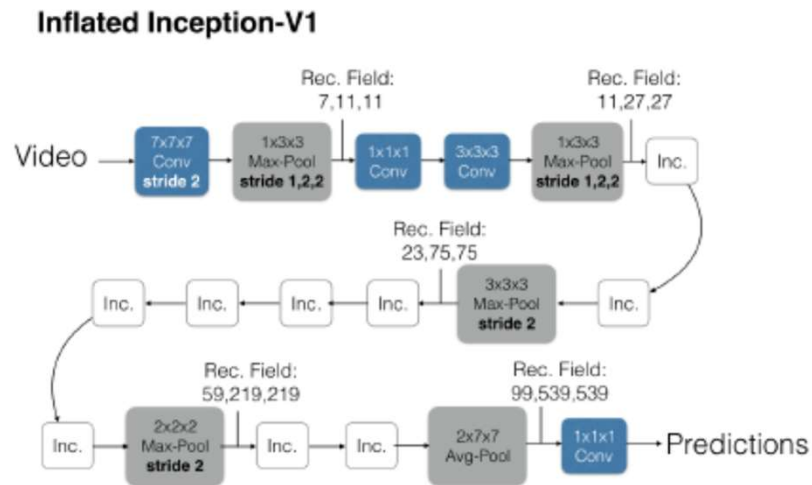 Inflated Inception-V1
Rec. Field:
7,11,11
Rec. Field:
11,27,27
Video
7x7x7
Conv
stride 2
1x3x3
Max-Pool
stride 1,2,2
1x1x1
Conv
3x3x3
Conv
1x3x3
Max-Pool
stride 1,2,2
Inc.
Rec. Field:
23,75,75
Inc.
Inc.
Inc.
Inc.
3x3x3
Max-Pool
stride 2
Inc.
Rec. Field:
59,219,219
Rec. Field:
99,539,539
Inc.
2x2x2
Max-Pool
stride 2
Inc.
Inc.
2x7x7
Avg-Pool
1x1x1
Conv
Predictions